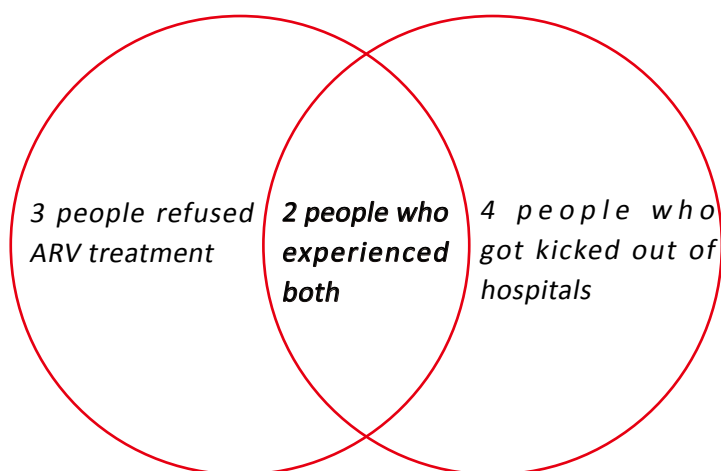 3 people refused
ARV treatment
2 people who
experienced
both
4 people who
got kicked out of
hospitals